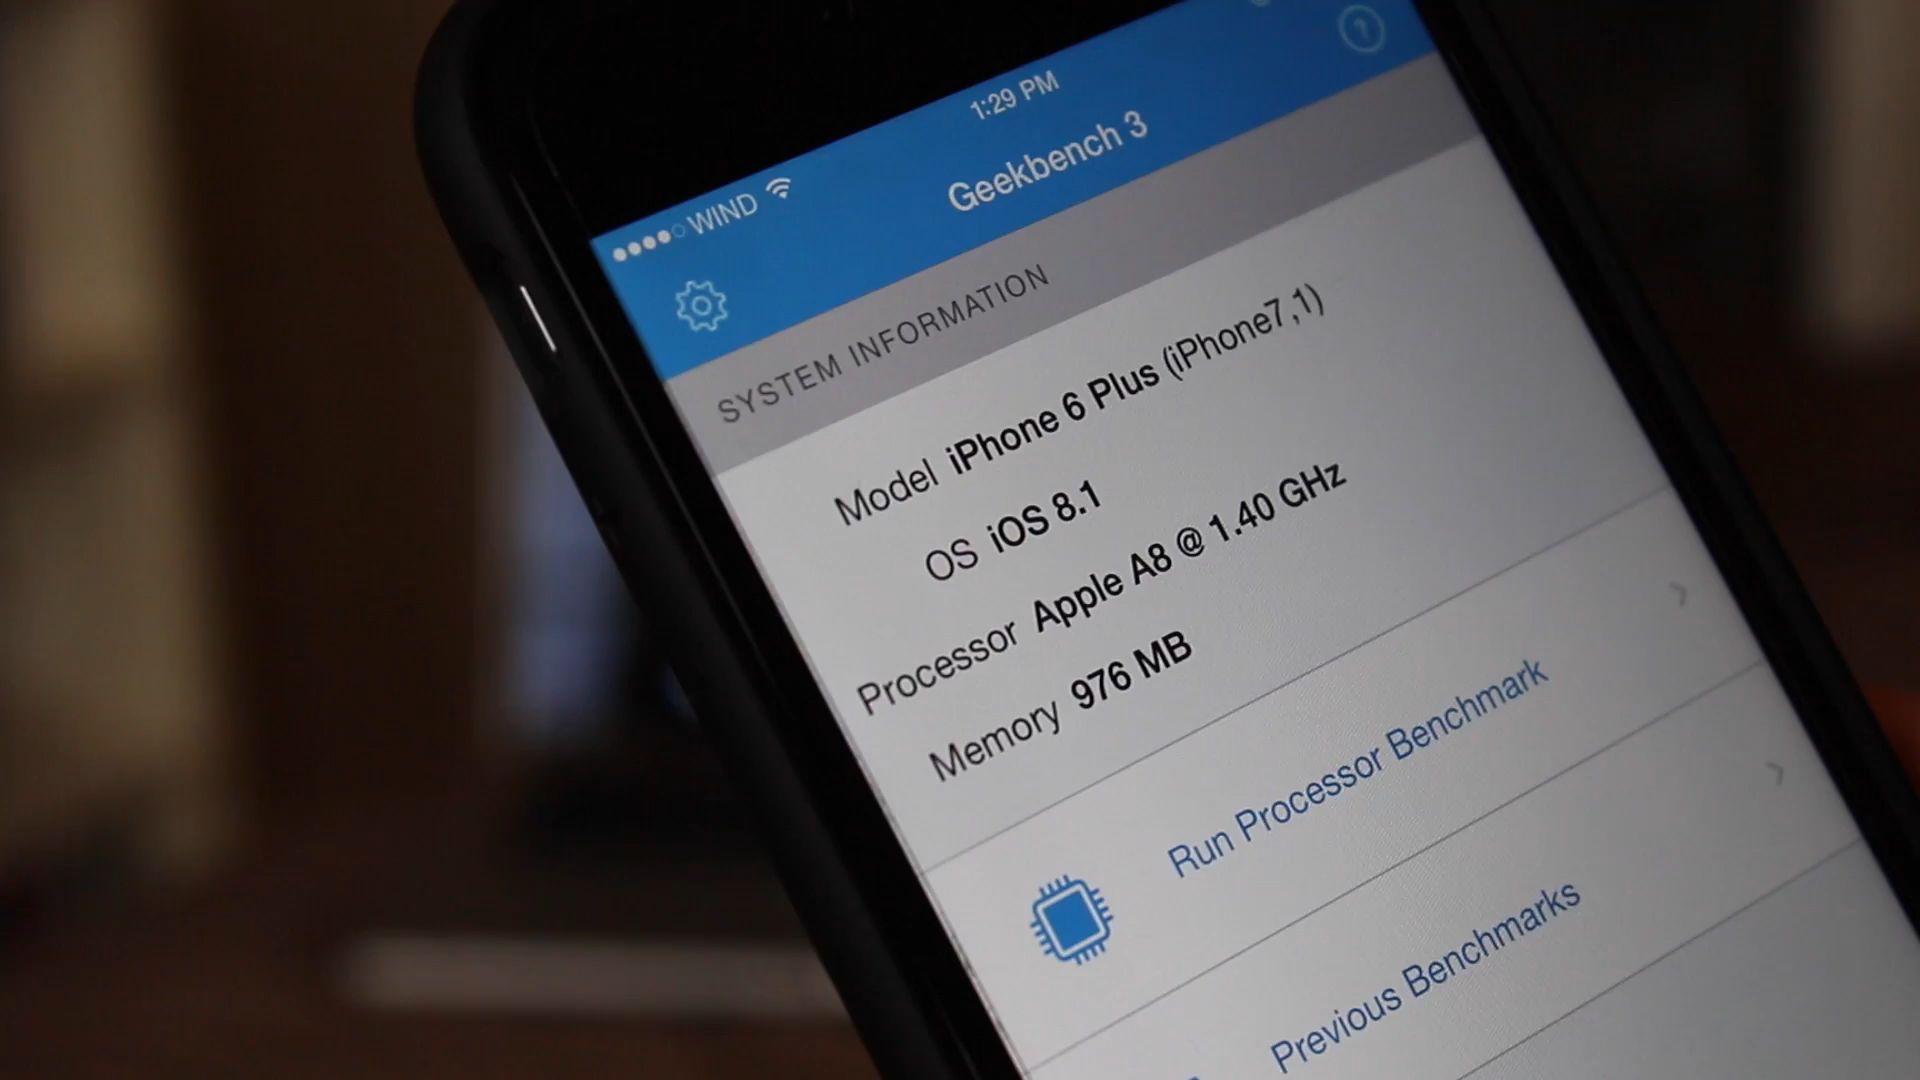 1:29 PM
WIND
Geekbench 3
SYSTEM INFORMATION
Model iPhone 6 Plus (iPhone7,1)
OS iOS 8.1
Processor Apple A8 @ 1.40 GHz
Memory 976 MB
Run Processor Benchmark
Previous Benchmarks